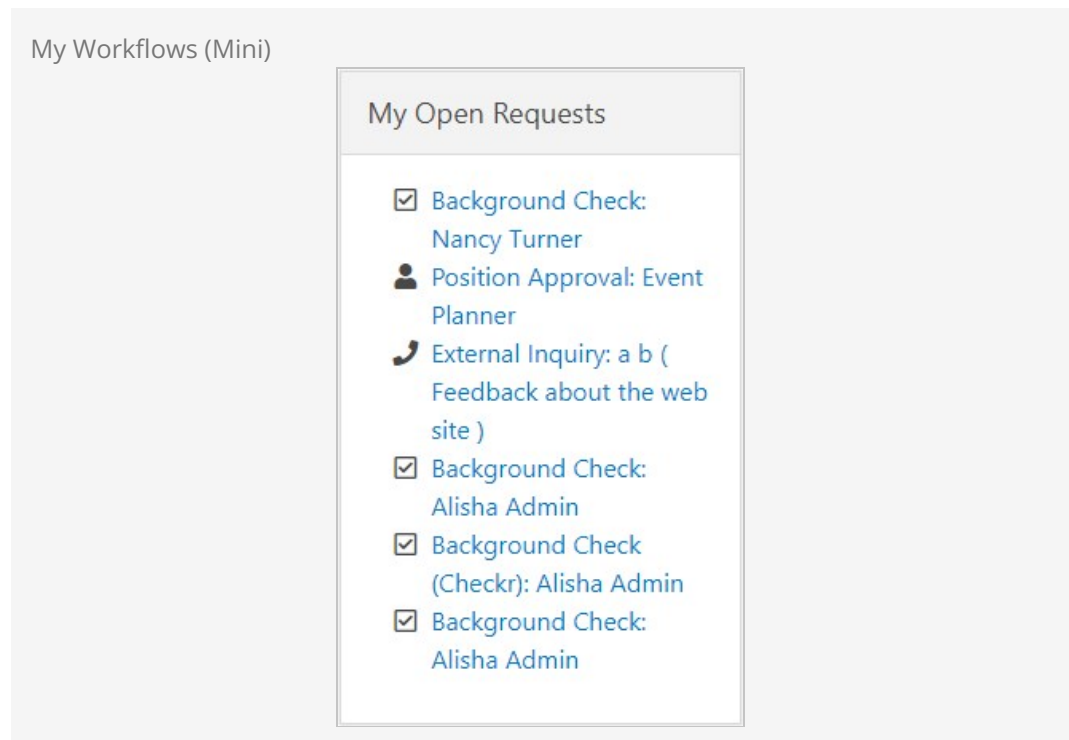 My Workflows (Mini)
My Open Requests
Background Check:
Nancy Turner
Position Approval: Event
Planner
External Inquiry: a b (
Feedback about the web
site )
Background Check:
Alisha Admin
Background Check
(Checkr): Alisha Admin
Background Check:
Alisha Admin